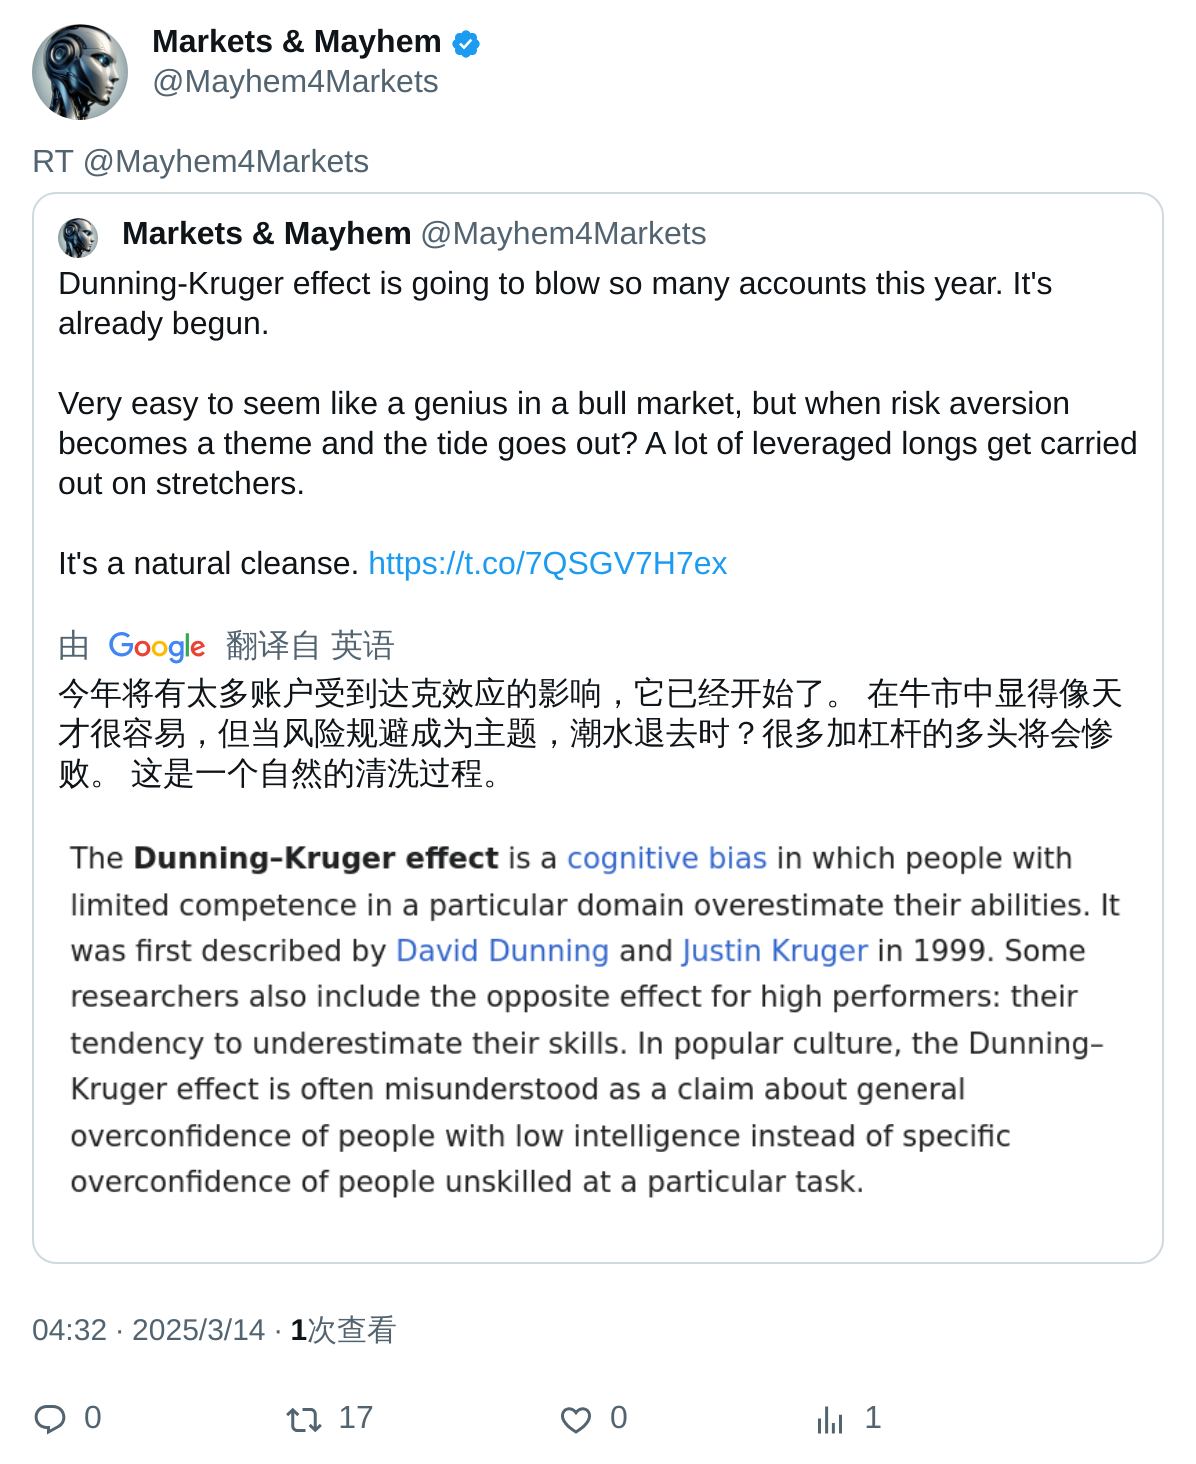 Markets & Mayhem
@Mayhem4Markets
RT @Mayhem4Markets
Markets & Mayhem @Mayhem4Markets
Dunning-Kruger effect is going to blow so many accounts this year. It's
already begun.
Very easy to seem like a genius in a bull market, but when risk aversion
becomes a theme and the tide goes out? A lot of leveraged longs get carried
out on stretchers.
It's a natural cleanse. https://t.co/7QSGV7H7ex
由 Google 翻译自 英语
今年将有太多账户受到达克效应的影响，它已经开始了。 在牛市中显得像天
才很容易，但当风险规避成为主题，潮水退去时？很多加杠杆的多头将会惨
败。 这是一个自然的清洗过程。
The Dunning–Kruger effect is a cognitive bias in which people with
limited competence in a particular domain overestimate their abilities. It
was first described by David Dunning and Justin Kruger in 1999. Some
researchers also include the opposite effect for high performers: their
tendency to underestimate their skills. In popular culture, the Dunning–
Kruger effect is often misunderstood as a claim about general
overconfidence of people with low intelligence instead of specific
overconfidence of people unskilled at a particular task.
04:32 · 2025/3/14 · 1次查看
0 17 0 1